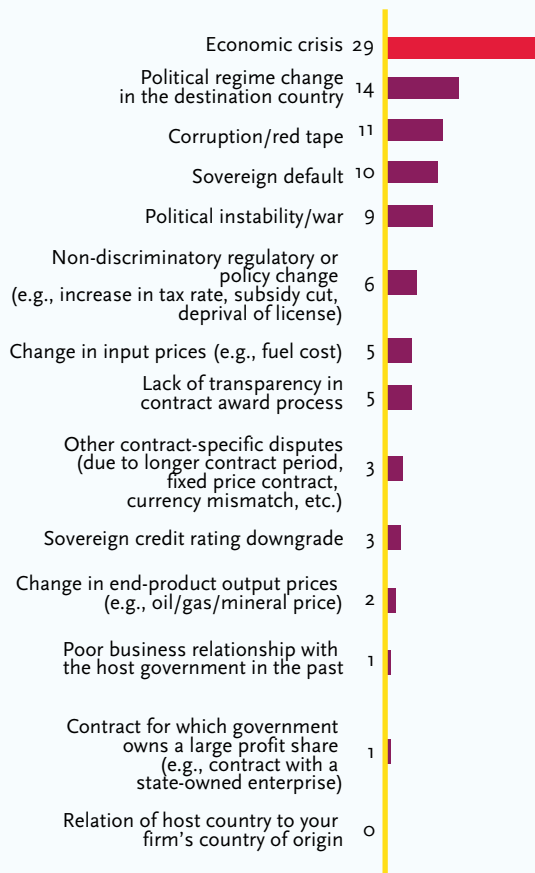 Economic crisis 29
Political regime change
in the destination country 14
Corruption/red tape 11
Sovereign default 10
Political instability/war 9
Non-discriminatory regulatory or
policy change
(e.g., increase in tax rate, subsidy cut, 6
deprival of license)
Change in input prices (e.g., fuel cost) 5
Lack of transparency in
contract award process 5
Other contract-specific disputes
(due to longer contract period, 3
fixed price contract,
currency mismatch, etc.)
Sovereign credit rating downgrade 3
Change in end-product output prices
(e.g., oil/gas/mineral price) 2
Poor business relationship with
the host government in the past 1
Contract for which government
owns a large profit share 1
(e.g., contract with a
state-owned enterprise)
Relation of host country to your
firm's country of origin 0